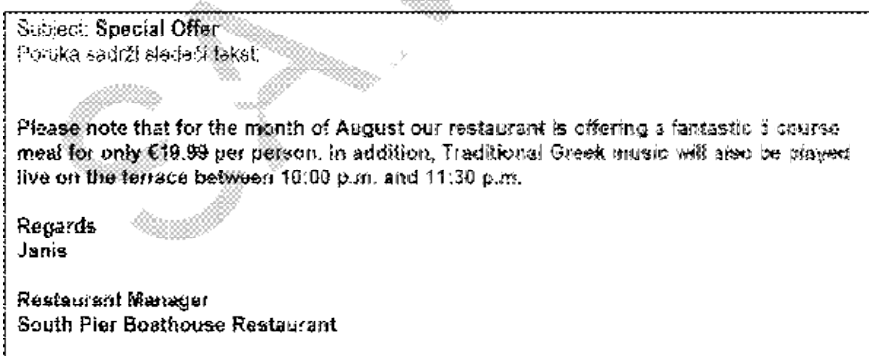 Subject: Special Offer
Poruka sadrži sledeći tekst:
Please note that for the month of August our restaurant is offering a fantastic course
meal for only €19.99 per person. In addition, Traditional Greek music will also be played
live on the terrace between 10:00 p.m. and 11:30 p.m.
Regards
Janis
Restaurant Manager
South Pier Boathouse Restaurant